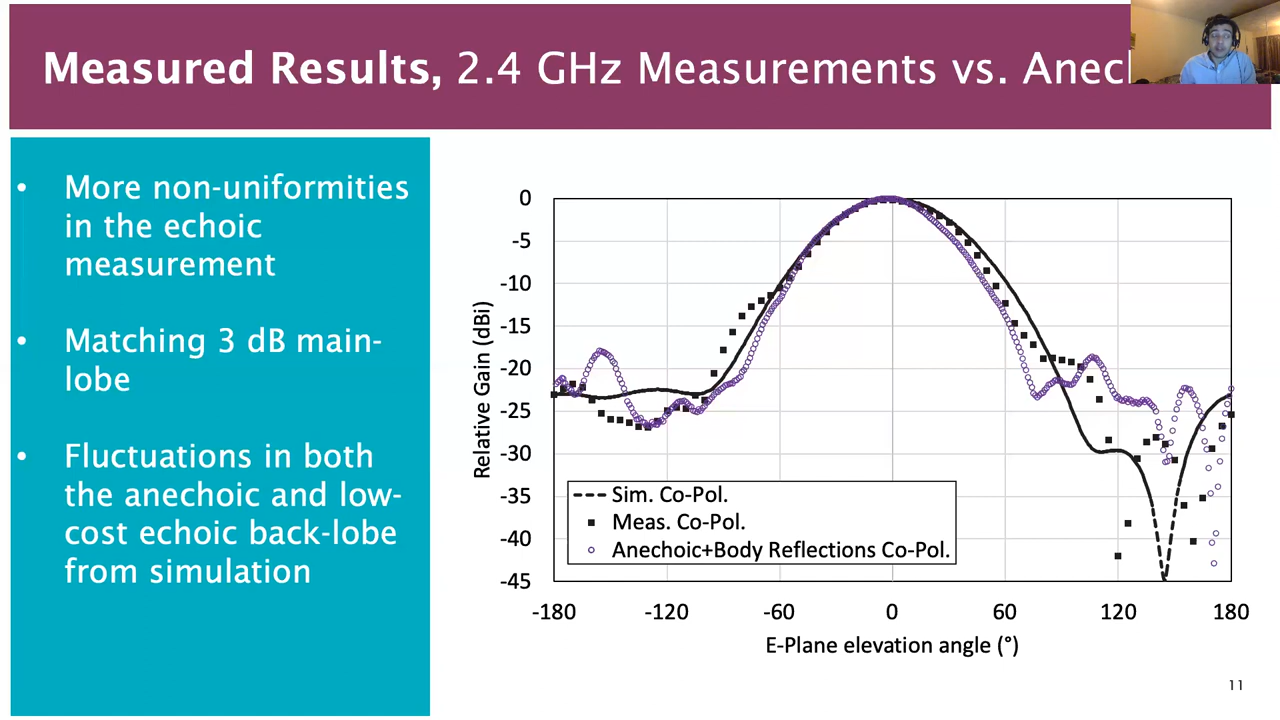 Measured Results, 2.4 GHz Measurements vs. Anec
• More non-uniformities
in the echoic
measurement
• Matching 3 dB main-
lobe
• Fluctuations in both
the anechoic and low-
cost echoic back-lobe
from simulation
Relative Gain (dBi)
0
-5
-10
-15
-20
-25
-30
-35
-40
-45
Sim. Co-Pol.
Meas. Co-Pol.
Anechoic+Body Reflections Co-Pol.
-180 -120 -60 0 60 120 180
E-Plane elevation angle (°)
11